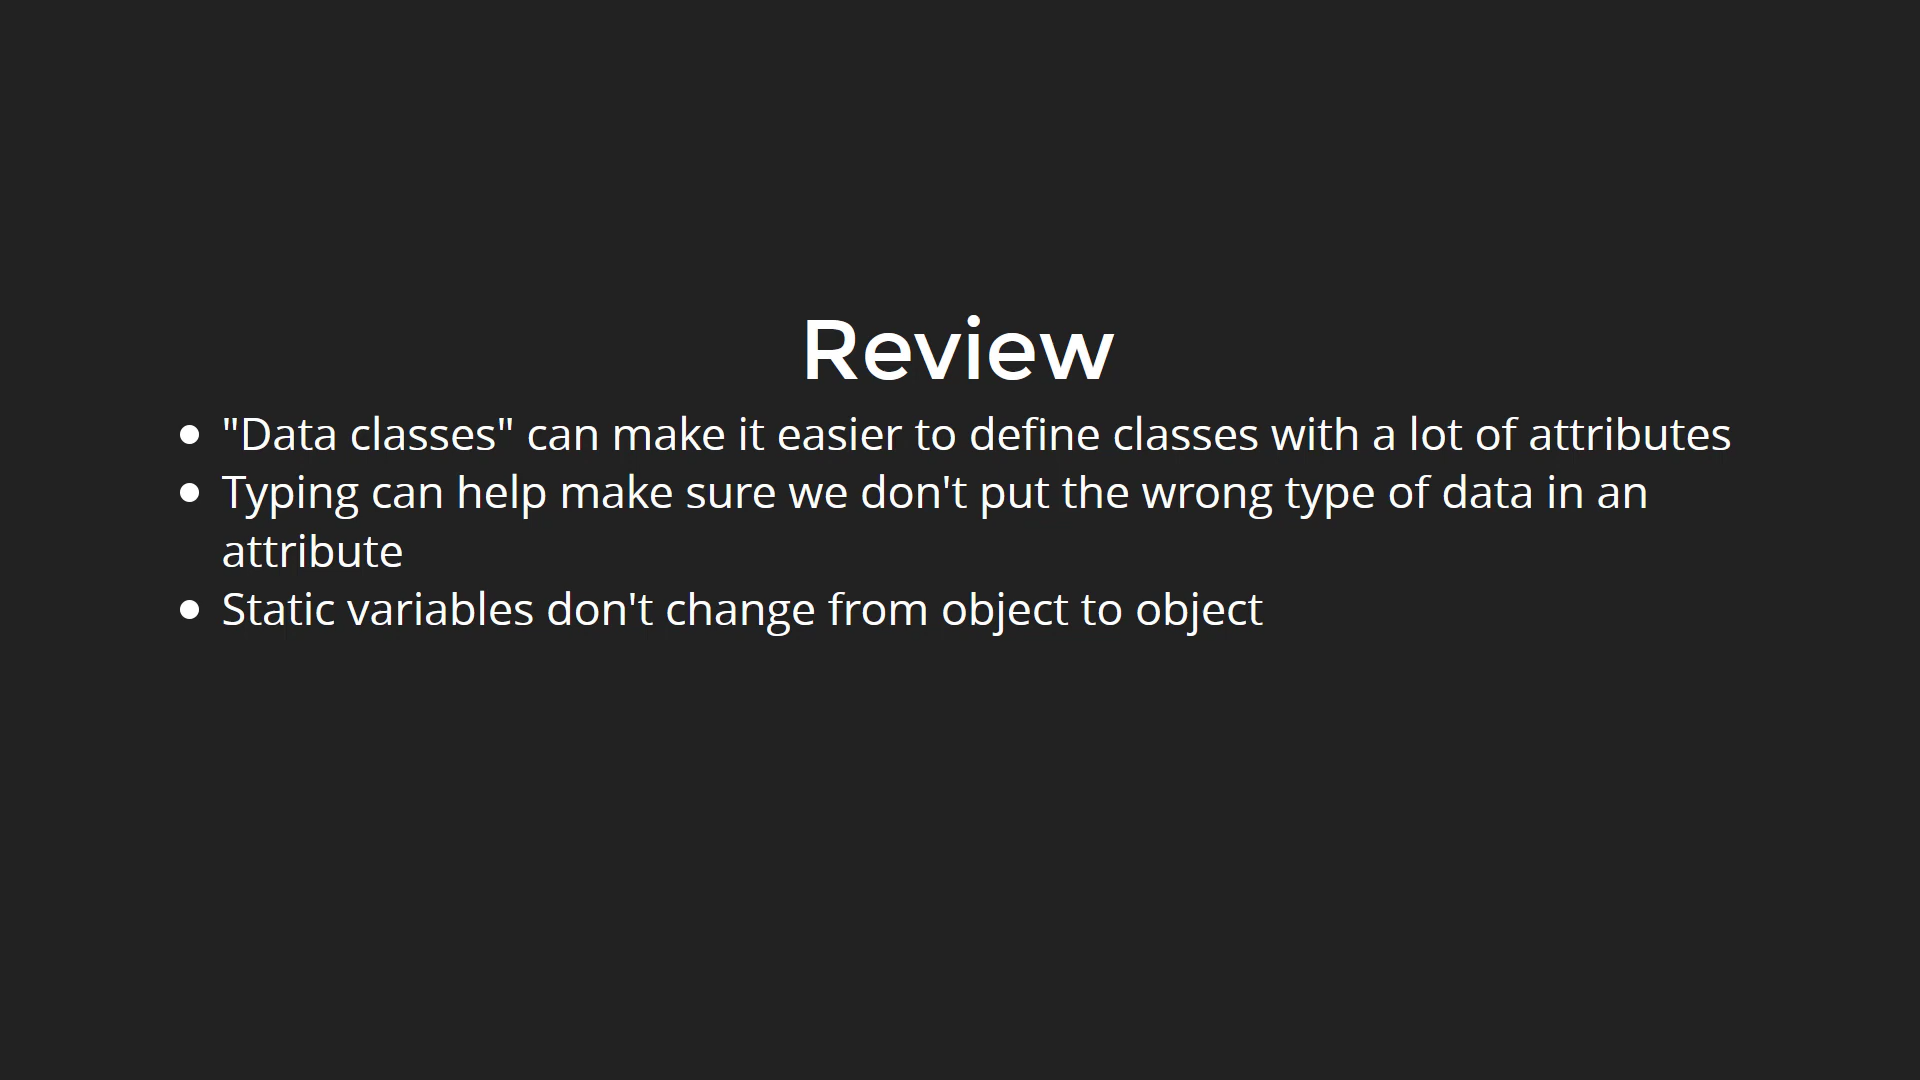 Review
"Data classes" can make it easier to define classes with a lot of attributes
Typing can help make sure we don't put the wrong type of data in an
attribute
Static variables don't change from object to object